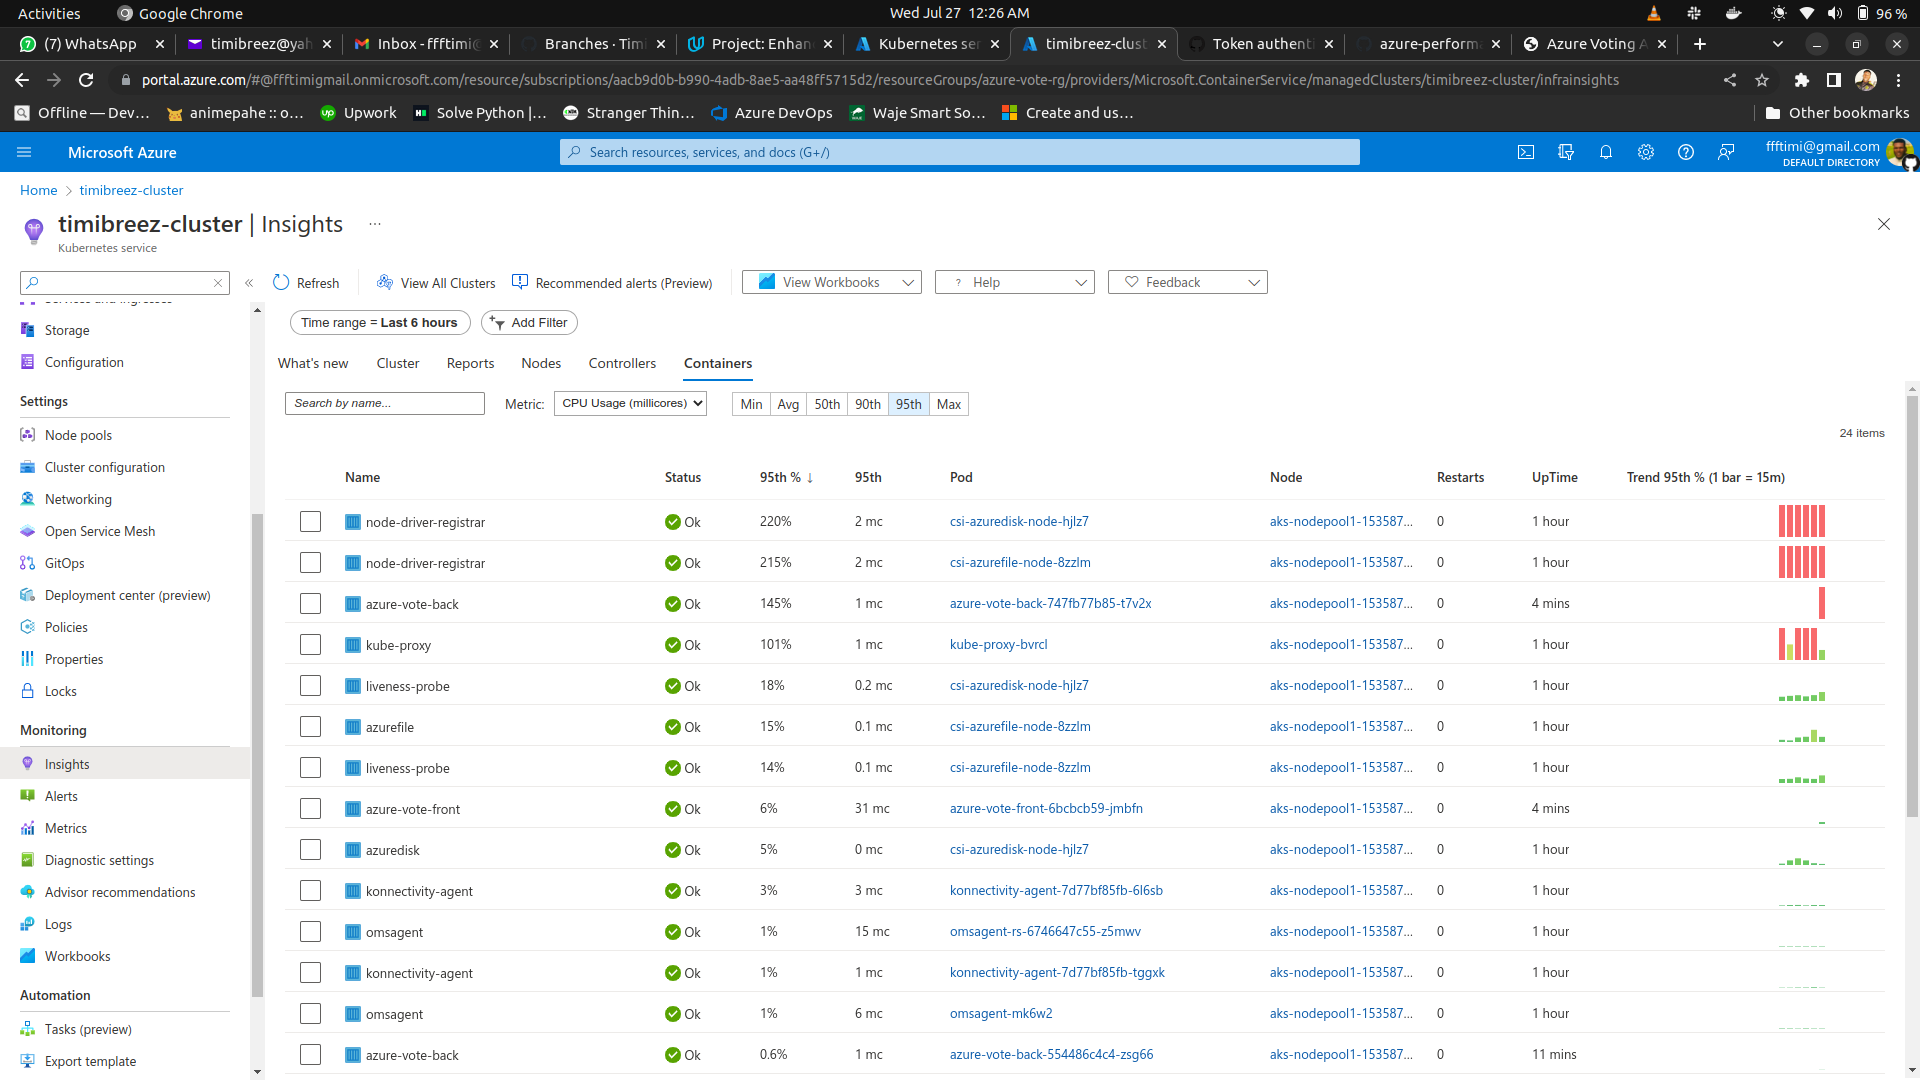 Activities
Google Chrome
Wed Jul 27 12:26 AM
96 %
(7) WhatsApp
timibreez@yah
Inbox - ffftimi@
Branches · Timi
Project: Enhan
Kubernetes ser
timibreez-clust
Token authenti
azure-perform
Azure Voting A
portal.azure.com/#@ffftimigmail.onmicrosoft.com/resource/subscriptions/aacb9d0b-b990-4adb-8ae5-aa48ff5715d2/resourceGroups/azure-vote-rg/providers/Microsoft.ContainerService/managedClusters/timibreez-cluster/infrainsights
Offline — Dev...
animepahe :: o...
Upwork
Solve Python |...
Stranger Thin...
Azure DevOps
Waje Smart So...
Create and us...
Other bookmarks
Microsoft Azure
Search resources, services, and docs (G+/)
ffftimi@gmail.com
DEFAULT DIRECTORY
Home > timibreez-cluster
timibreez-cluster | Insights ...
Kubernetes service
Refresh
View All Clusters
Recommended alerts (Preview)
View Workbooks
? Help
Feedback
Time range = Last 6 hours
Add Filter
What's new
Cluster
Reports
Nodes
Controllers
Containers
Search by name...
Metric:
CPU Usage (millicores)
Min
Avg
50th
90th
95th
Max
24 items
Services and ingresses
Storage
Configuration
Settings
Node pools
Cluster configuration
Networking
Open Service Mesh
GitOps
Deployment center (preview)
Policies
Properties
Locks
Monitoring
Insights
Alerts
Metrics
Diagnostic settings
Advisor recommendations
Logs
Workbooks
Automation
Tasks (preview)
Export template
Name Status 95th % ↓ 95th Pod Node Restarts UpTime Trend 95th % (1 bar = 15m)
node-driver-registrar Ok 220% 2 mc csi-azuredisk-node-hjlz7 aks-nodepool1-153587... 0 1 hour
node-driver-registrar Ok 215% 2 mc csi-azurefile-node-8zzlm aks-nodepool1-153587... 0 1 hour
azure-vote-back Ok 145% 1 mc azure-vote-back-747fb77b85-t7v2x aks-nodepool1-153587... 0 4 mins
kube-proxy Ok 101% 1 mc kube-proxy-bvrcl aks-nodepool1-153587... 0 1 hour
liveness-probe Ok 18% 0.2 mc csi-azuredisk-node-hjlz7 aks-nodepool1-153587... 0 1 hour
azurefile Ok 15% 0.1 mc csi-azurefile-node-8zzlm aks-nodepool1-153587... 0 1 hour
liveness-probe Ok 14% 0.1 mc csi-azurefile-node-8zzlm aks-nodepool1-153587... 0 1 hour
azure-vote-front Ok 6% 31 mc azure-vote-front-6bcbcb59-jmbfn aks-nodepool1-153587... 0 4 mins
azuredisk Ok 5% 0 mc csi-azuredisk-node-hjlz7 aks-nodepool1-153587... 0 1 hour
konnectivity-agent Ok 3% 3 mc konnectivity-agent-7d77bf85fb-6l6sb aks-nodepool1-153587... 0 1 hour
omsagent Ok 1% 15 mc omsagent-rs-6746647c55-z5mwv aks-nodepool1-153587... 0 1 hour
konnectivity-agent Ok 1% 1 mc konnectivity-agent-7d77bf85fb-tggxk aks-nodepool1-153587... 0 1 hour
omsagent Ok 1% 6 mc omsagent-mk6w2 aks-nodepool1-153587... 0 1 hour
azure-vote-back Ok 0.6% 1 mc azure-vote-back-554486c4c4-zsg66 aks-nodepool1-153587... 0 11 mins